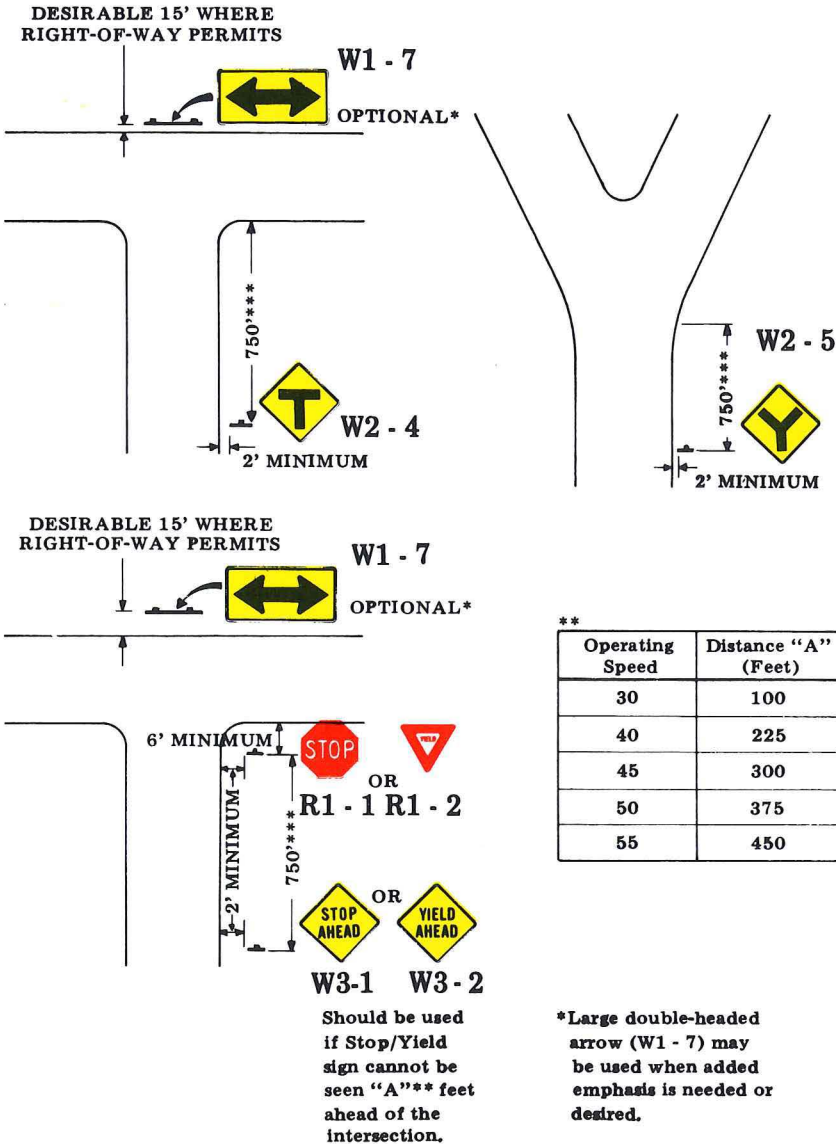 DESIRABLE 15' WHERE
RIGHT-OF-WAY PERMITS
W1 - 7
OPTIONAL*
750'***
W2 - 4
2' MINIMUM
W2 - 5
750'***
2' MINIMUM
DESIRABLE 15' WHERE
RIGHT-OF-WAY PERMITS
W1 - 7
OPTIONAL*
6' MINIMUM
STOP
YIELD
OR
R1 - 1 R1 - 2
2' MINIMUM
750'***
OR
STOP
AHEAD
YIELD
AHEAD
W3-1 W3 - 2
Should be used
if Stop/Yield
sign cannot be
seen “A”** feet
ahead of the
intersection.
**
Operating Speed Distance “A” (Feet)
30 100
40 225
45 300
50 375
55 450
*Large double-headed
arrow (W1 - 7) may
be used when added
emphasis is needed or
desired.